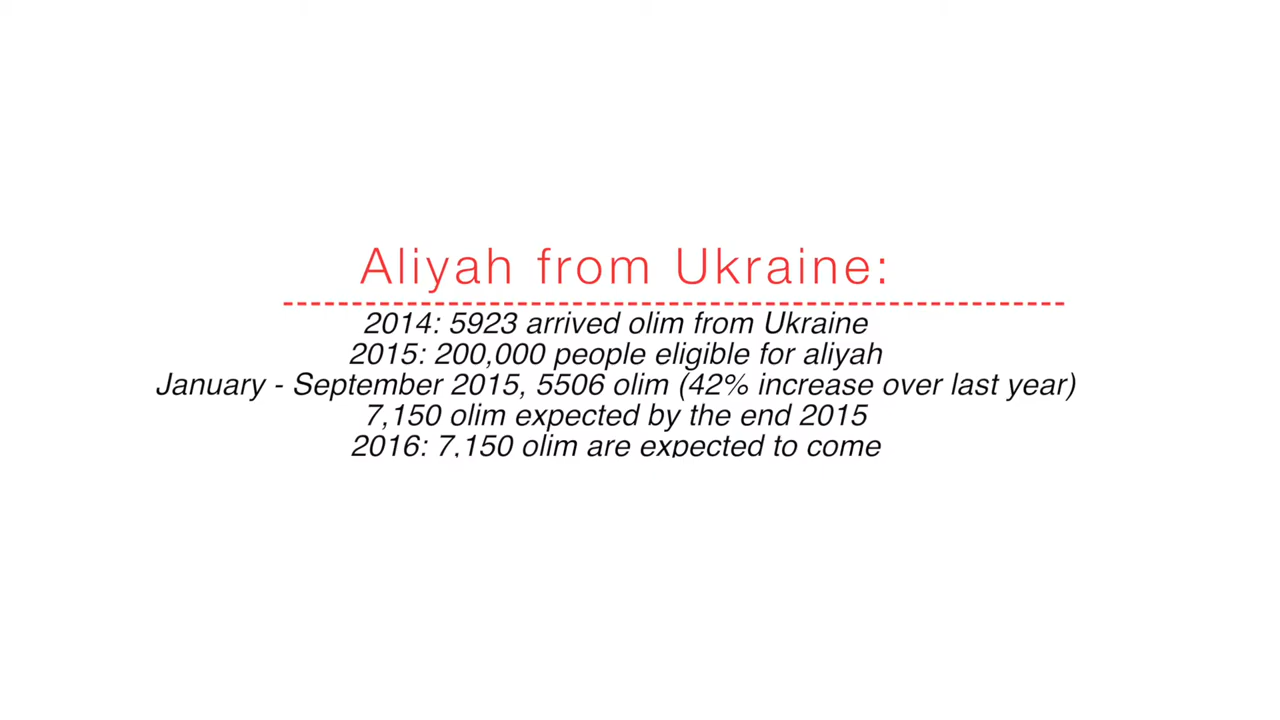 Aliyah from Ukraine:
2014: 5923 arrived olim from Ukraine
2015: 200,000 people eligible for aliyah
January - September 2015, 5506 olim (42% increase over last year)
7,150 olim expected by the end 2015
2016: 7,150 olim are expected to come